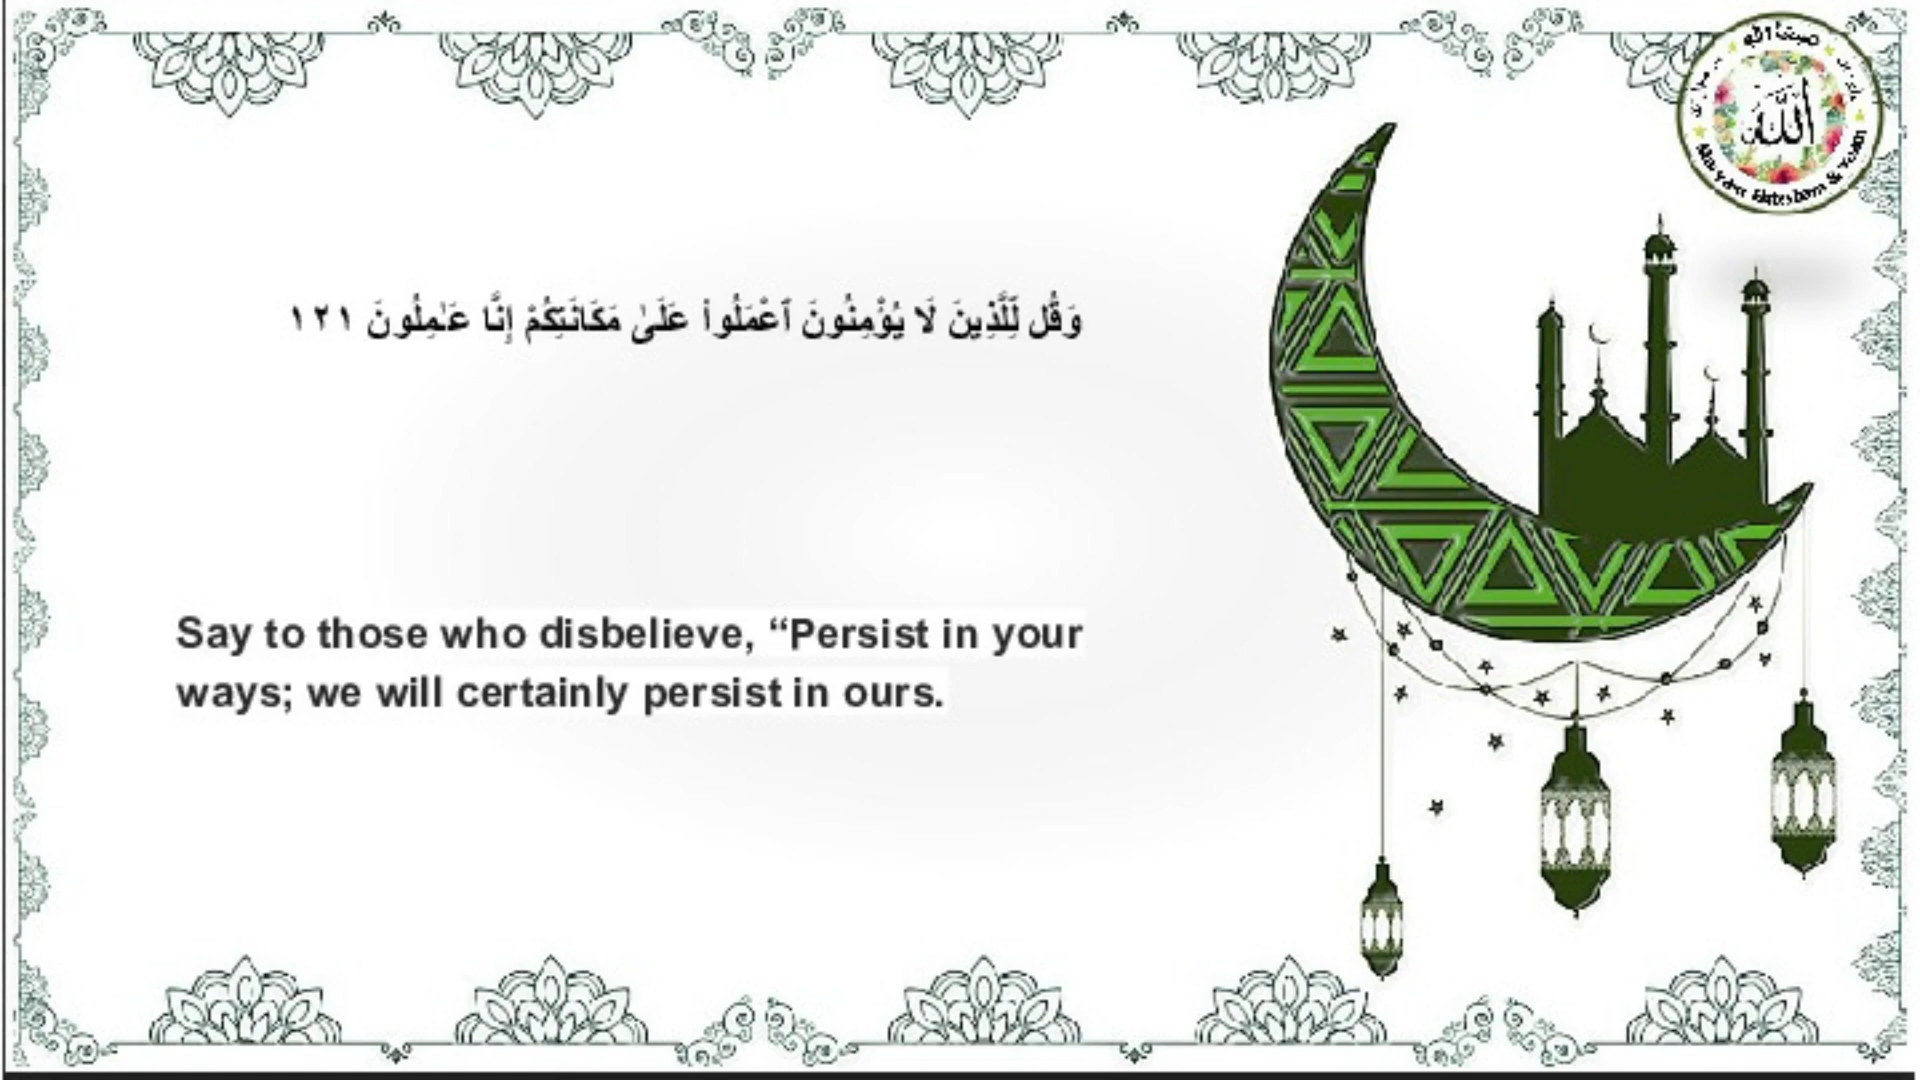 الله
وَقُل لِّلَّذِينَ لَا يُؤْمِنُونَ ٱعْمَلُوا۟ عَلَىٰ مَكَانَتِكُمْ إِنَّا عَـٰمِلُونَ ١٢١
Say to those who disbelieve, “Persist in your
ways; we will certainly persist in ours.